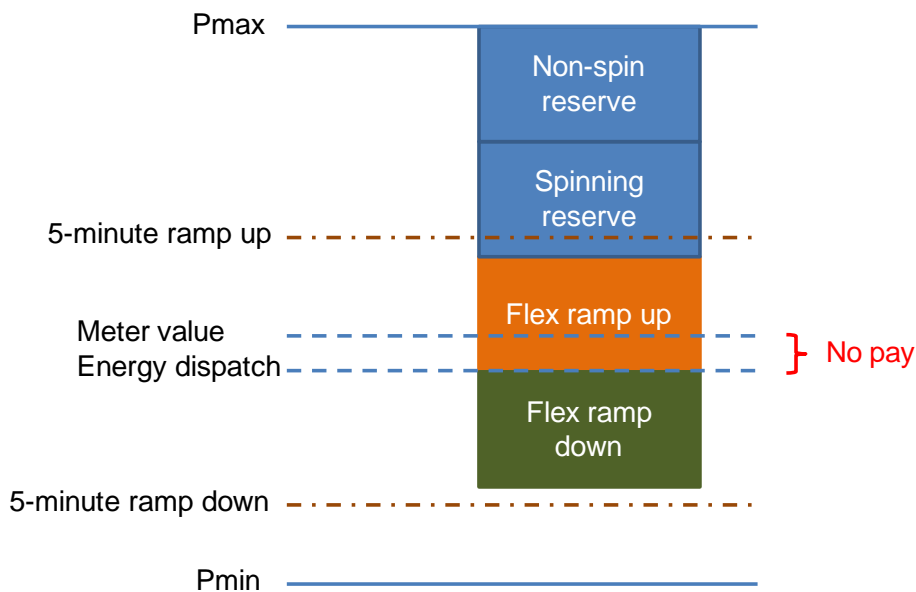 Pmax
Non-spin
reserve
Spinning
reserve
5-minute ramp up
Flex ramp up
Meter value
Energy dispatch
No pay
Flex ramp
down
5-minute ramp down
Pmin